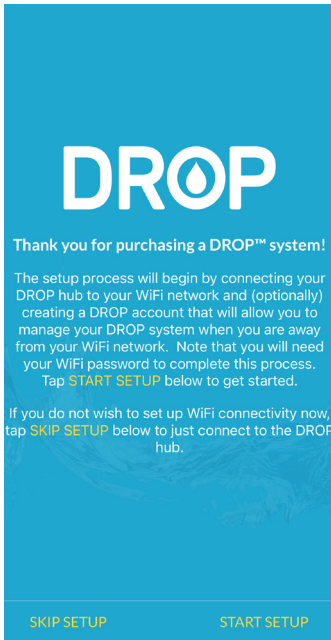 DROP
Thank you for purchasing a DROP™ system!
The setup process will begin by connecting your
DROP hub to your WiFi network and (optionally)
creating a DROP account that will allow you to
manage your DROP system when you are away
from your WiFi network.  Note that you will need
your WiFi password to complete this process.
Tap START SETUP below to get started.
If you do not wish to set up WiFi connectivity now,
tap SKIP SETUP below to just connect to the DROP
hub.
SKIP SETUP
START SETUP